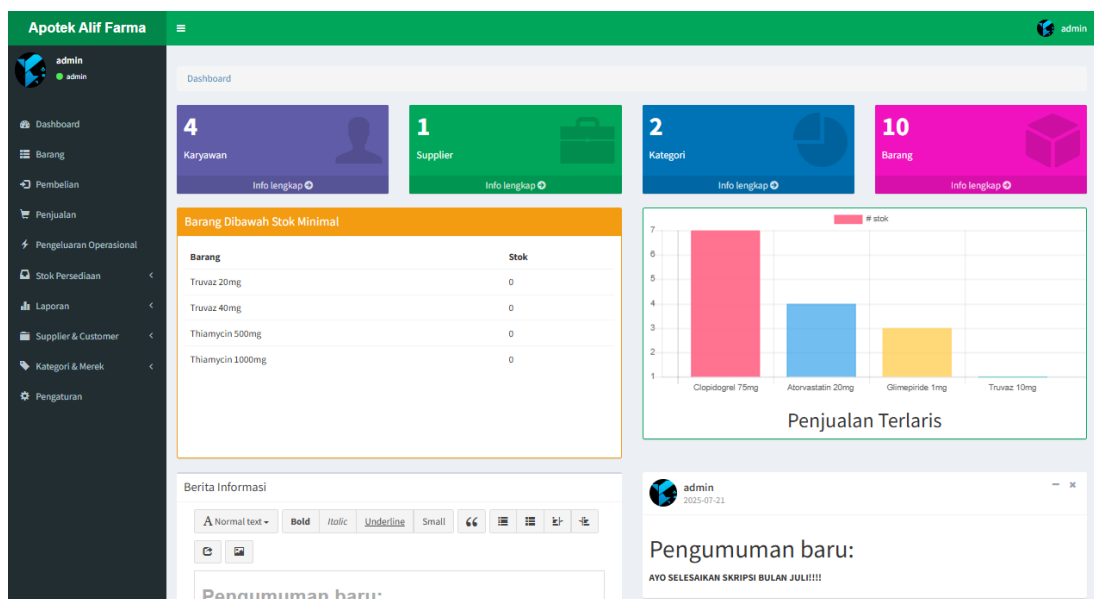 Apotek Alif Farma
admin
admin
admin
Dashboard
Barang
Pembelian
Penjualan
Pengeluaran Operasional
Stok Persediaan
Laporan
Supplier & Customer
Kategori & Merek
Pengaturan
Dashboard
4
Karyawan
Info lengkap
1
Supplier
Info lengkap
2
Kategori
Info lengkap
10
Barang
Info lengkap
Barang Dibawah Stok Minimal
Barang Stok
Truvaz 20mg 0
Truvaz 40mg 0
Thiamycin 500mg 0
Thiamycin 1000mg 0
# stok
7
6
5
4
3
2
1
Clopidogrel 75mg Atorvastatin 20mg Glimepiride 1mg Truvaz 10mg
Penjualan Terlaris
Berita Informasi
A Normal text Bold Italic Underline Small
Pengumuman baru:
admin
2025-07-21
Pengumuman baru:
AYO SELESAIKAN SKRIPSI BULAN JULI!!!!